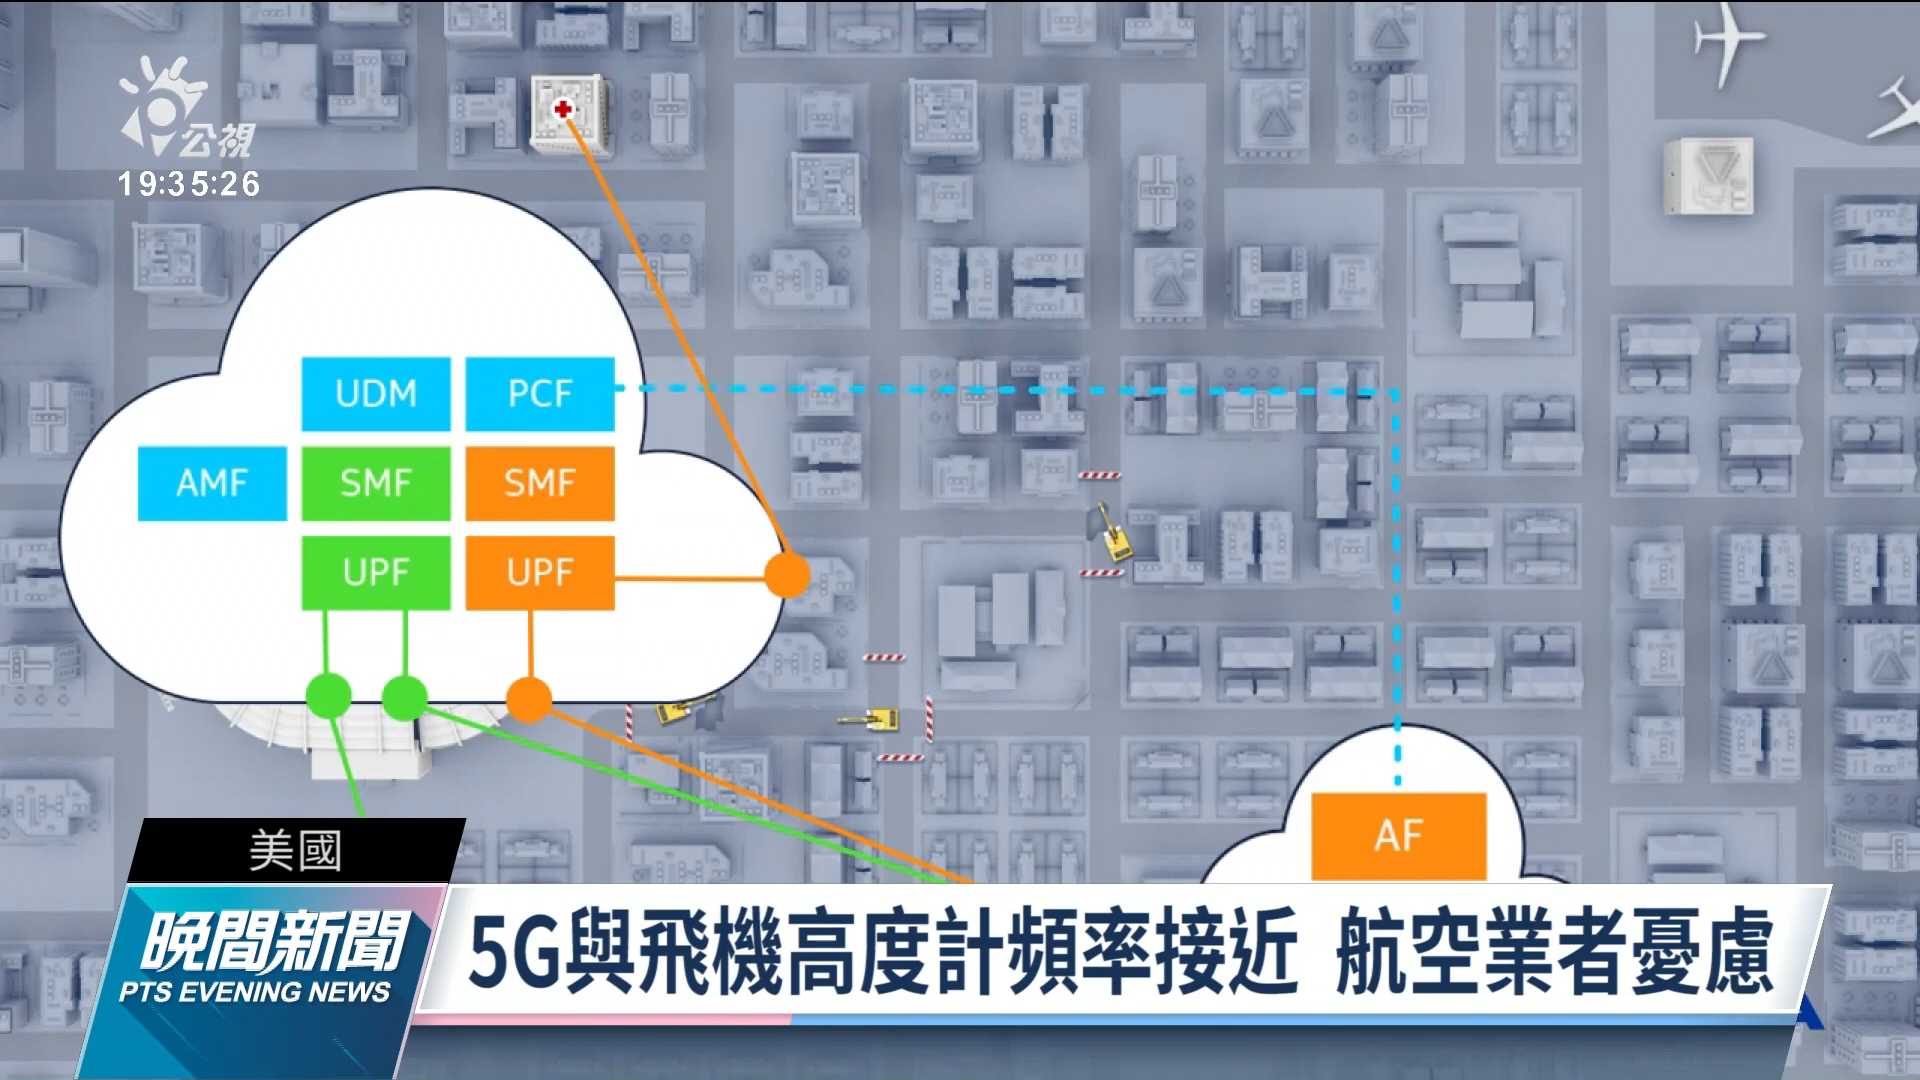 公視
19:35:26
UDM
PCF
AMF
SMF
SMF
UPF
UPF
AF
美國
晚間新聞
PTS EVENING NEWS
5G與飛機高度計頻率接近 航空業者憂慮